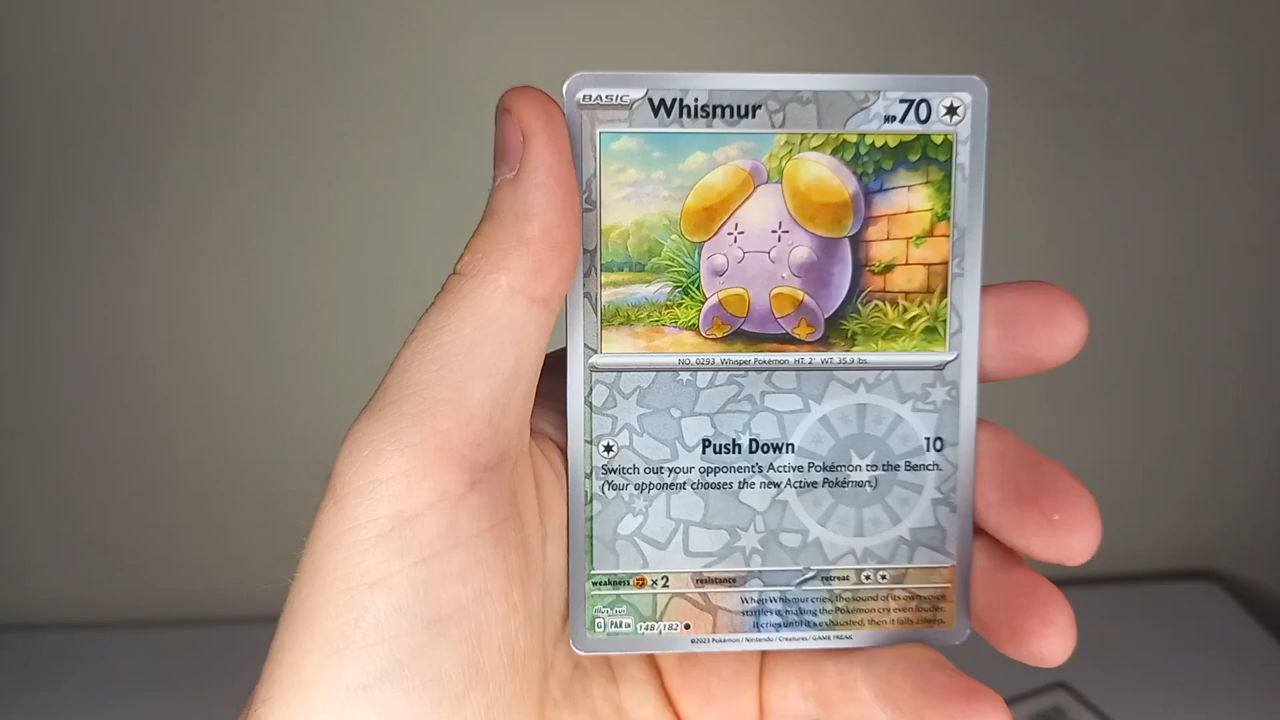 BASIC Whismur HP 70
NO. 0293 Whisper Pokémon HT: 2' WT: 35.9 lbs.
Push Down 10
Switch out your opponent's Active Pokémon to the Bench.
(Your opponent chooses the new Active Pokémon.)
weakness ×2 resistance retreat
When Whismur cries, the sound of its own voice
startles it, making the Pokémon cry even louder.
It cries until it's exhausted, then it falls asleep.
Illus. sui
G PAR EN 148/182
©2023 Pokémon / Nintendo / Creatures / GAME FREAK